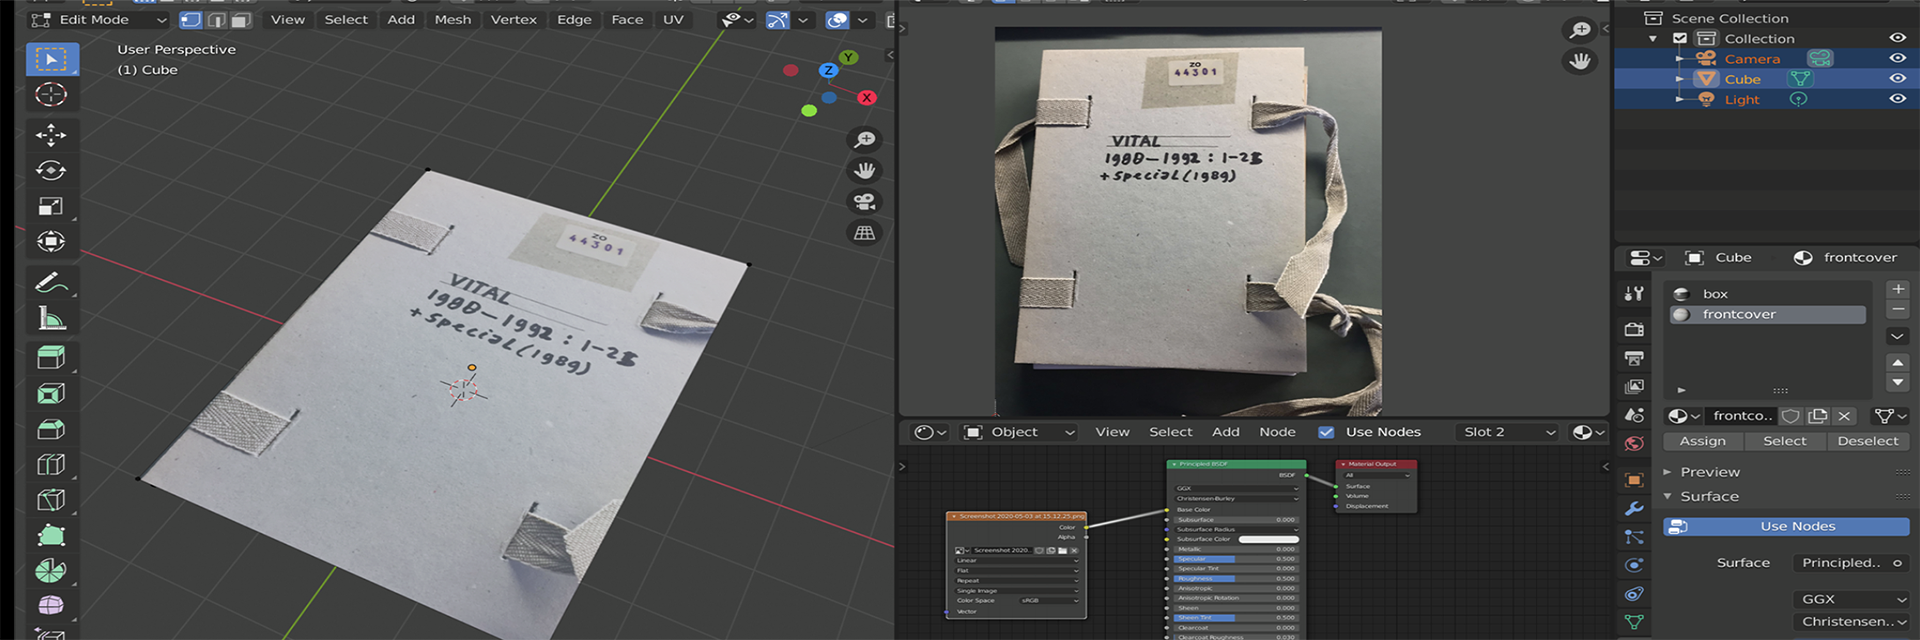 Edit Mode
View Select Add Mesh Vertex Edge Face UV
User Perspective
(1) Cube
Y
Z
X
ZO
44301
VITAL
1988-1992 : 1-23
+ Special (1989)
ZO
44301
VITAL
1988-1992 : 1-23
+ Special (1989)
Object View Select Add Node Use Nodes Slot 2
Screenshot 2020-05-03 at 15.12.25.png
Color
Alpha
Screenshot 2020..
Linear
Flat
Repeat
Single Image
Color Space sRGB
Vector
Principled BSDF
BSDF
GGX
Christensen-Burley
Base Color
Subsurface 0.000
Subsurface Radius
Subsurface Color
Metallic 0.000
Specular 0.500
Specular Tint 0.000
Roughness 0.500
Anisotropic 0.000
Anisotropic Rotation 0.000
Sheen 0.000
Sheen Tint 0.500
Clearcoat 0.000
Clearcoat Roughness 0.030
Material Output
All
Surface
Volume
Displacement
Scene Collection
Collection
Camera
Cube
Light
Cube frontcover
box
frontcover
frontco..
Assign Select Deselect
Preview
Surface
Use Nodes
Surface Principled..
GGX
Christensen..